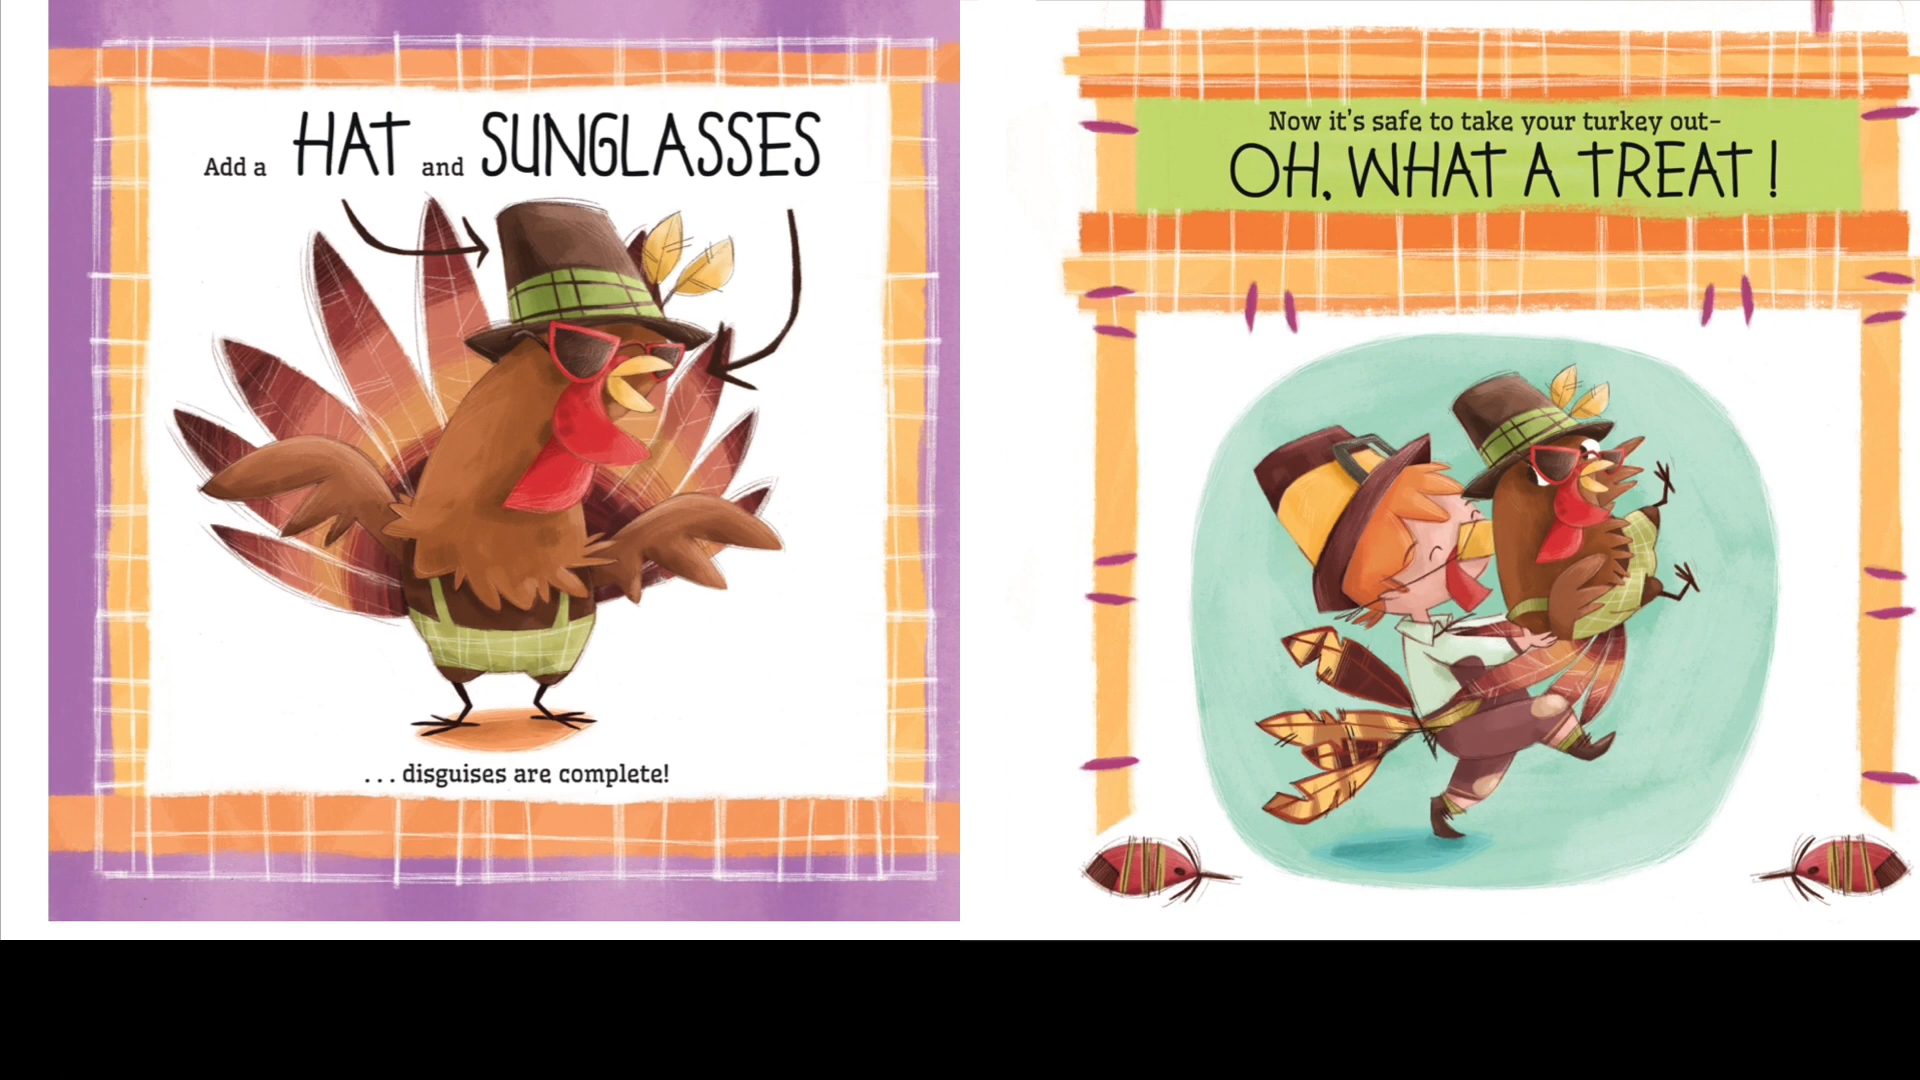 Add a HAT and SUNGLASSES
... disguises are complete!
Now it's safe to take your turkey out–
OH, WHAT A TREAT!